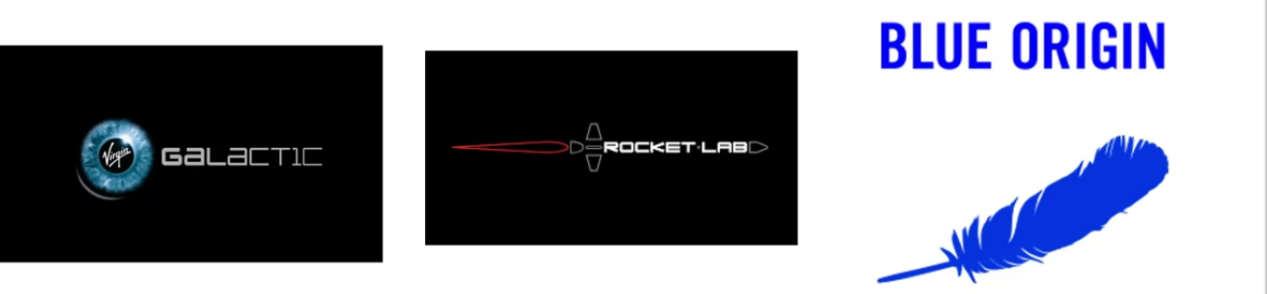 Virgin GALACTIC
ROCKET LAB
BLUE ORIGIN